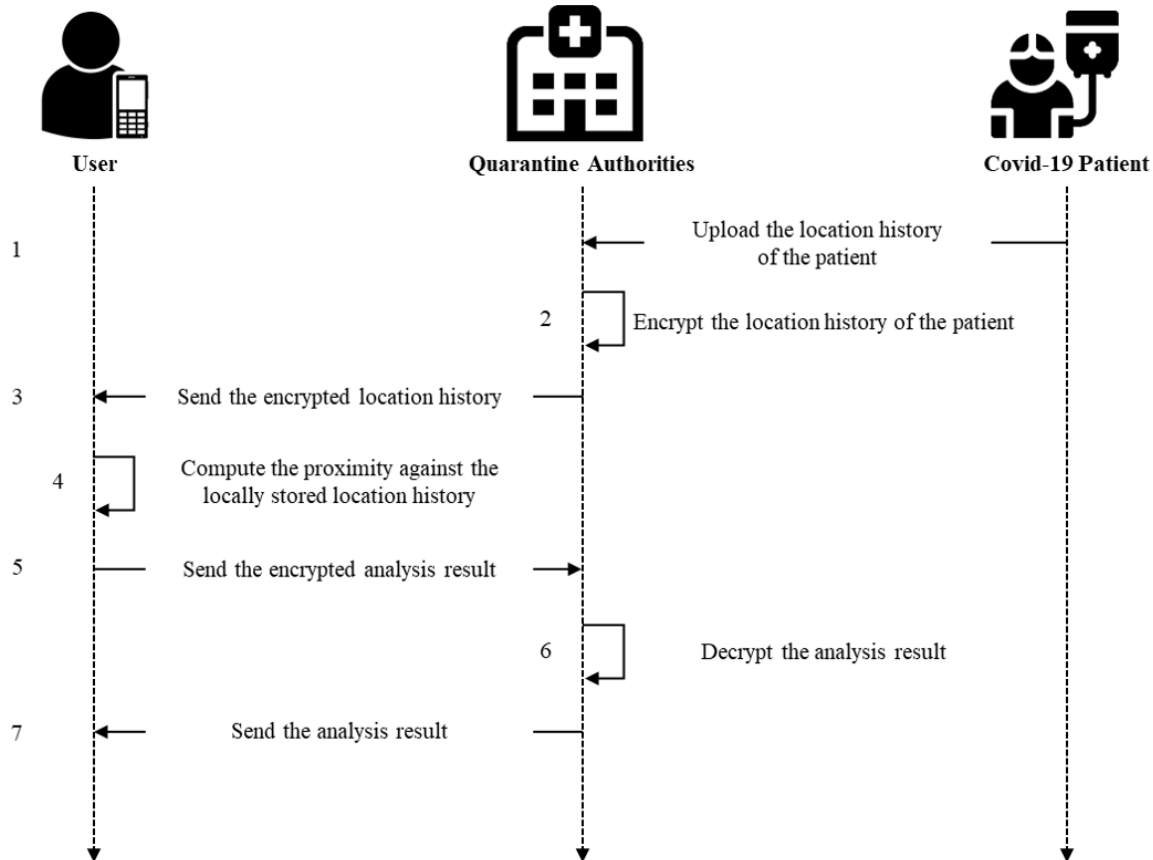 User
Quarantine Authorities
Covid-19 Patient
1
Upload the location history
of the patient
2
Encrypt the location history of the patient
3
Send the encrypted location history
4
Compute the proximity against the
locally stored location history
5
Send the encrypted analysis result
6
Decrypt the analysis result
7
Send the analysis result